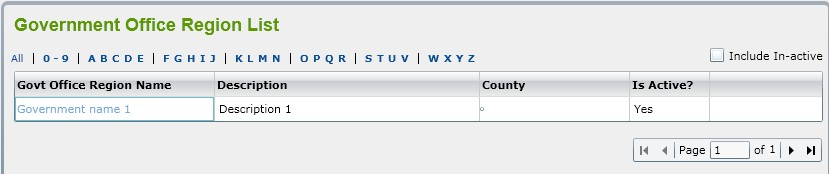 Government Office Region List
All | 0 - 9 | A B C D E | F G H I J | K L M N | O P Q R | S T U V | W X Y Z
Include In-active
Govt Office Region Name Description County Is Active?
Government name 1 Description 1 Yes
Page 1 of 1